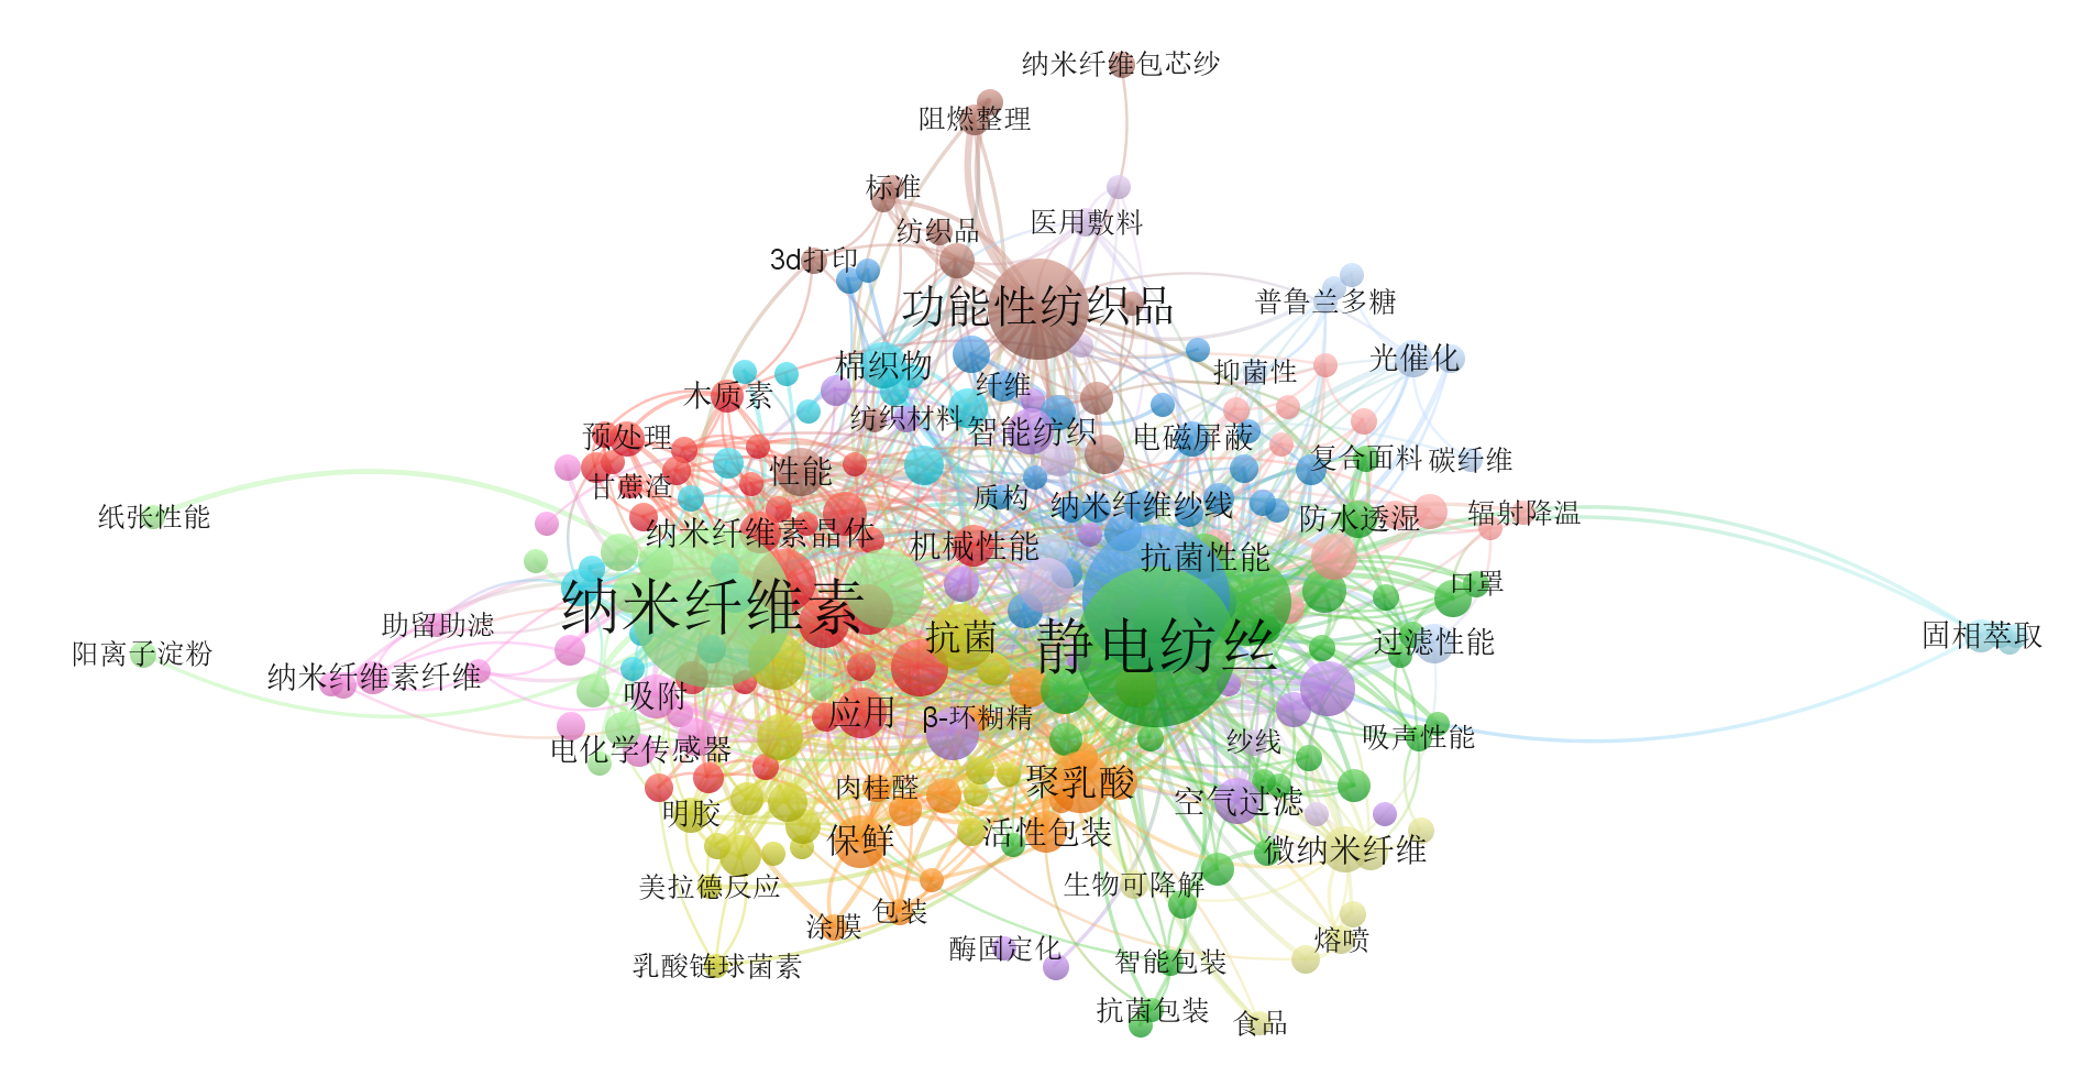 纳米纤维包芯纱
阻燃整理
标准
纺织品
医用敷料
3d打印
功能性纺织品
普鲁兰多糖
棉织物
纤维
抑菌性
光催化
木质素
纺织材料
智能纺织
电磁屏蔽
预处理
性能
复合面料
碳纤维
甘蔗渣
质构
纳米纤维纱线
纸张性能
纳米纤维素晶体
机械性能
防水透湿
辐射降温
抗菌性能
口罩
纳米纤维素
助留助滤
抗菌
静电纺丝
过滤性能
固相萃取
阳离子淀粉
纳米纤维素纤维
吸附
应用
β-环糊精
电化学传感器
纱线
吸声性能
肉桂醛
聚乳酸
明胶
空气过滤
保鲜
活性包装
微纳米纤维
美拉德反应
生物可降解
涂膜
包装
乳酸链球菌素
酶固定化
智能包装
熔喷
抗菌包装
食品